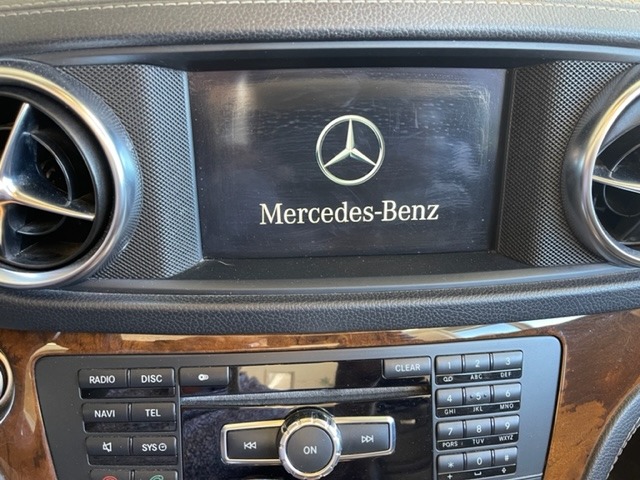 Mercedes-Benz
CLEAR
RADIO DISC
1 2 ABC 3 DEF
NAVI TEL
4 GHI 5 JKL 6 MNO
ON
SYS
7 PQRS 8 TUV 9 WXYZ
* 0 #